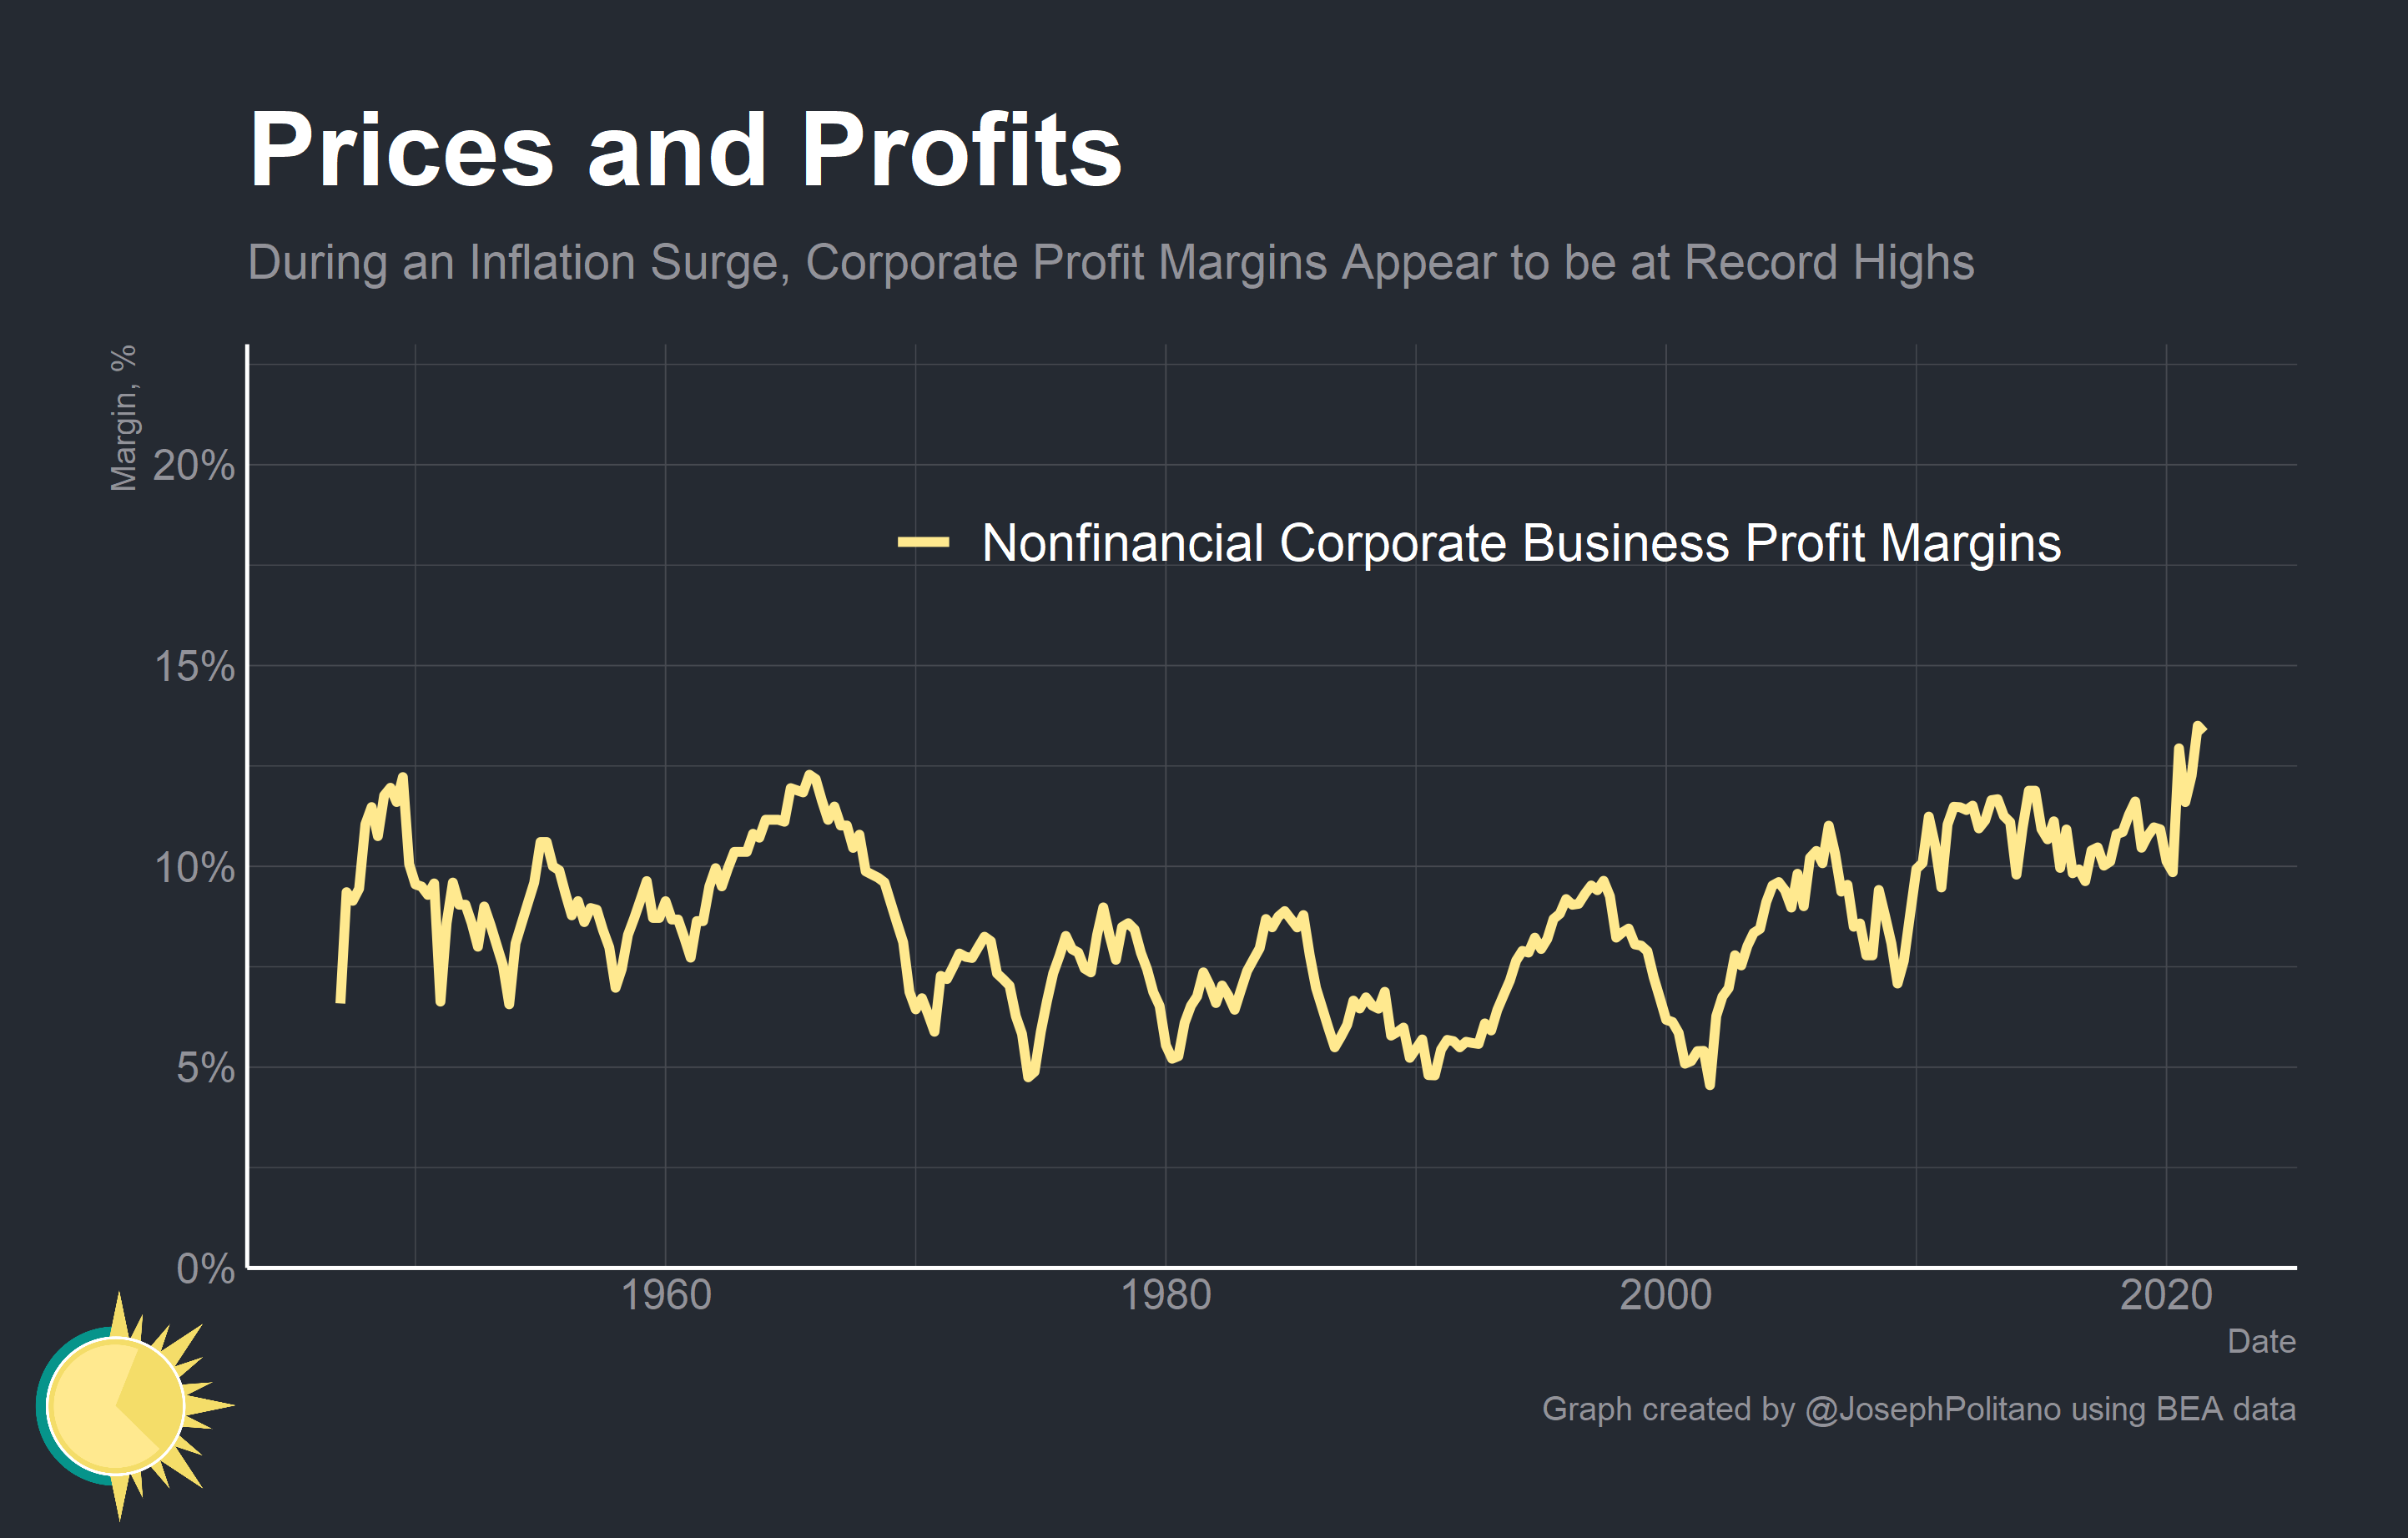 Prices and Profits
During an Inflation Surge, Corporate Profit Margins Appear to be at Record Highs
Margin, %
20%
Nonfinancial Corporate Business Profit Margins
15%
10%
5%
0%
1960 1980 2000 2020
Date
Graph created by @JosephPolitano using BEA data